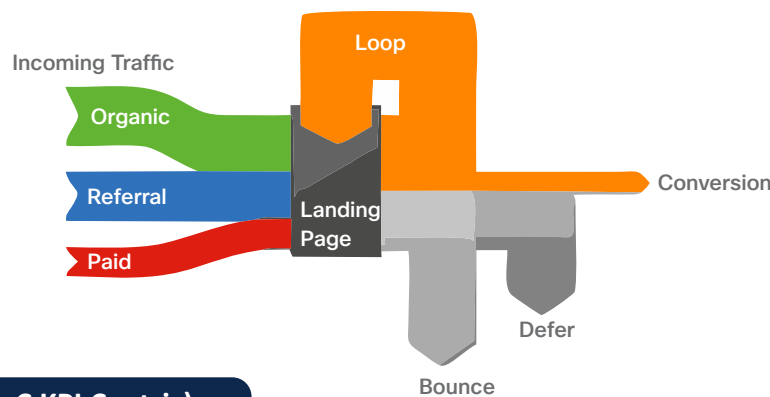 Loop
Incoming Traffic
Organic
Referral
Conversion
Landing
Page
Paid
Defer
Bounce